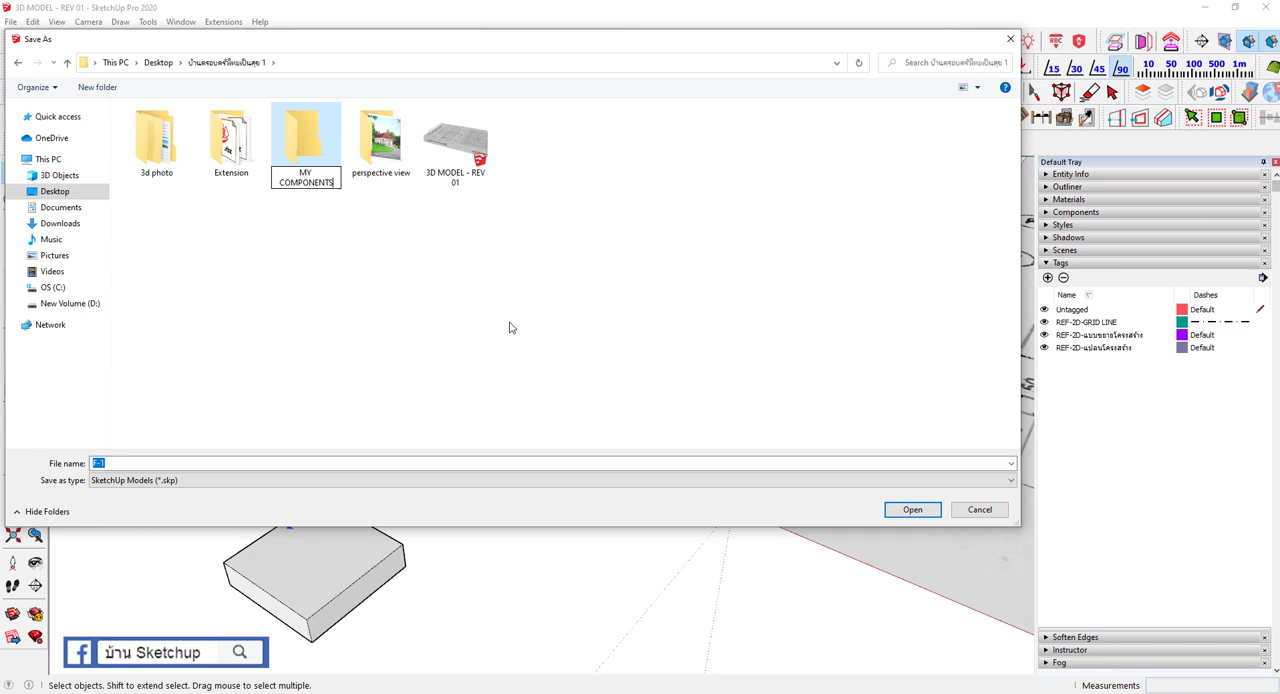 3D MODEL - REV 01 - SketchUp Pro 2020
File Edit View Camera Draw Tools Window Extensions Help
Save As
This PC > Desktop > บ้านครอบครัวไทยเป็นสุข 1 >
Search บ้านครอบครัวไทยเป็นสุข 1
Organize New folder
15 30 45 90
10 50 100 500 1m
Quick access
OneDrive
This PC
3D Objects
Desktop
Documents
Downloads
Music
Pictures
Videos
OS (C:)
New Volume (D:)
Network
3d photo
Extension
MY
COMPONENTS
perspective view
3D MODEL - REV
01
File name: F-1
Save as type: SketchUp Models (*.skp)
Hide Folders
Open Cancel
Default Tray
Entity Info
Outliner
Materials
Components
Styles
Shadows
Scenes
Tags
Name Dashes
Untagged Default
REF-2D-GRID LINE
REF-2D-แบบขยายโครงสร้าง Default
REF-2D-แปลนโครงสร้าง Default
Soften Edges
Instructor
Fog
f บ้าน Sketchup
Select objects. Shift to extend select. Drag mouse to select multiple.
Measurements